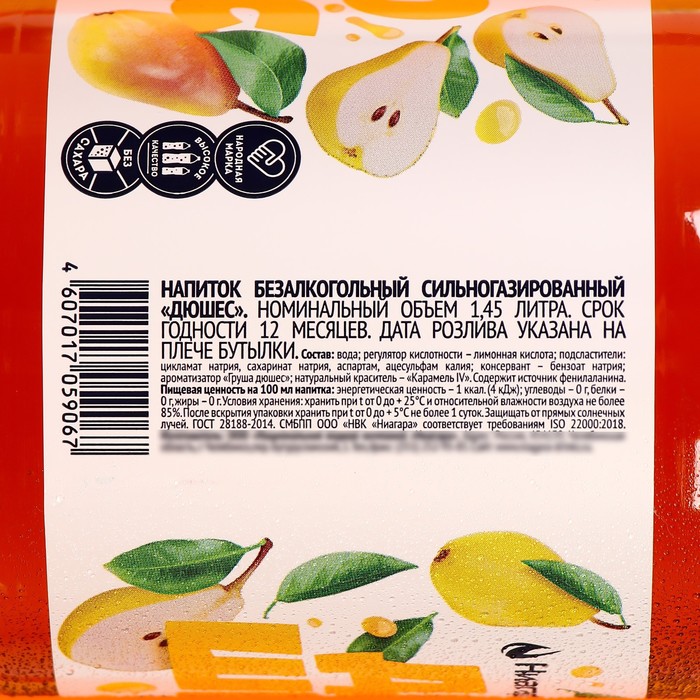 БЕЗ САХАРА
ВЫСОКОЕ КАЧЕСТВО
НАРОДНАЯ МАРКА
4 607017 059067
НАПИТОК БЕЗАЛКОГОЛЬНЫЙ СИЛЬНОГАЗИРОВАННЫЙ
«ДЮШЕС». НОМИНАЛЬНЫЙ ОБЪЕМ 1,45 ЛИТРА. СРОК
ГОДНОСТИ 12 МЕСЯЦЕВ. ДАТА РОЗЛИВА УКАЗАНА НА
ПЛЕЧЕ БУТЫЛКИ. Состав: вода; регулятор кислотности – лимонная кислота; подсластители:
цикламат натрия, сахаринат натрия, аспартам, ацесульфам калия; консервант – бензоат натрия;
ароматизатор «Груша дюшес»; натуральный краситель – «Карамель IV». Содержит источник фенилаланина.
Пищевая ценность на 100 мл напитка: энергетическая ценность – 1 ккал. (4 кДж); углеводы – 0 г, белки –
0 г, жиры – 0 г. Условия хранения: хранить при t от 0 до + 25°С и относительной влажности воздуха не более
85%. После вскрытия упаковки хранить при t от 0 до + 5°С не более 1 суток. Защищать от прямых солнечных
лучей. ГОСТ 28188-2014. СМБПП ООО «НВК «Ниагара» соответствует требованиям ISO 22000:2018.